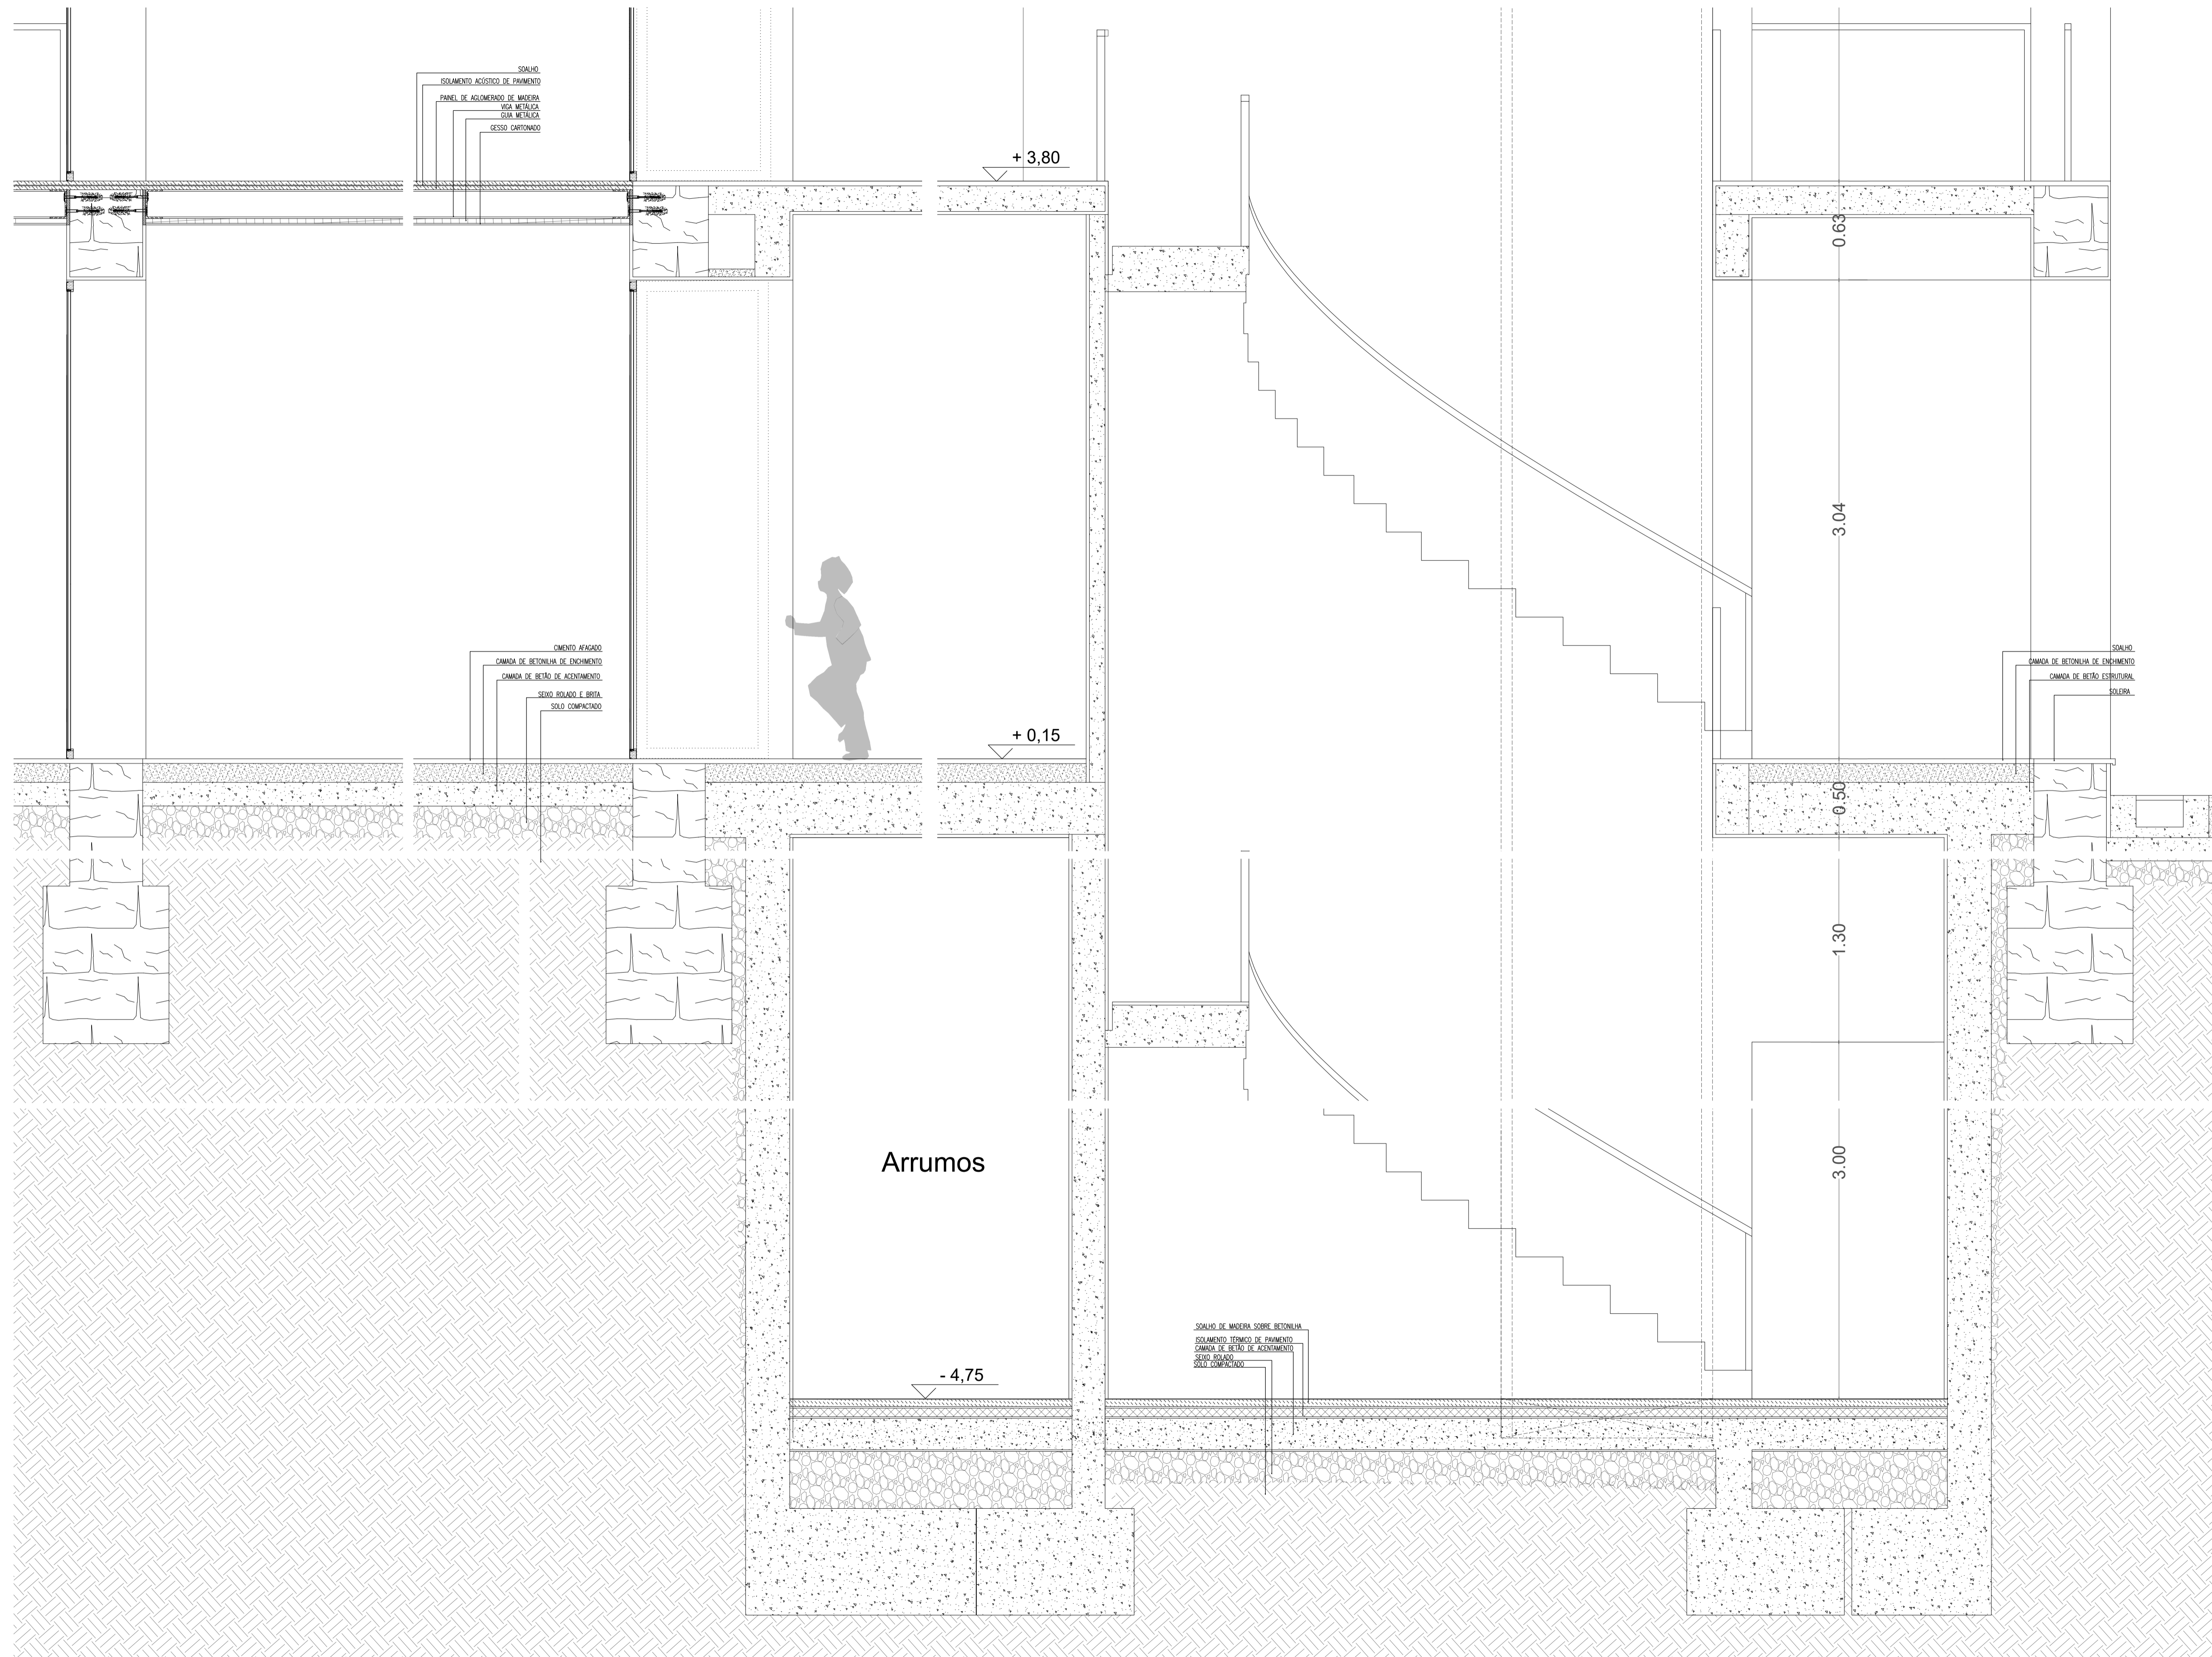 SOALHO
ISOLAMENTO ACÚSTICO DE PAVIMENTO
PAINEL DE AGLOMERADO DE MADEIRA
VIGA METÁLICA
GUIA METÁLICA
GESSO CARTONADO
+ 3,80
0.63
3.04
CIMENTO AFAGADO
CAMADA DE BETONILHA DE ENCHIMENTO
CAMADA DE BETÃO DE ACENTAMENTO
SEIXO ROLADO E BRITA
SOLO COMPACTADO
+ 0,15
SOALHO
CAMADA DE BETONILHA DE ENCHIMENTO
CAMADA DE BETÃO ESTRUTURAL
SOLEIRA
0.50
1.30
Arrumos
3.00
SOALHO DE MADEIRA SOBRE BETONILHA
ISOLAMENTO TÉRMICO DE PAVIMENTO
CAMADA DE BETÃO DE ACENTAMENTO
SEIXO ROLADO
SOLO COMPACTADO
- 4,75